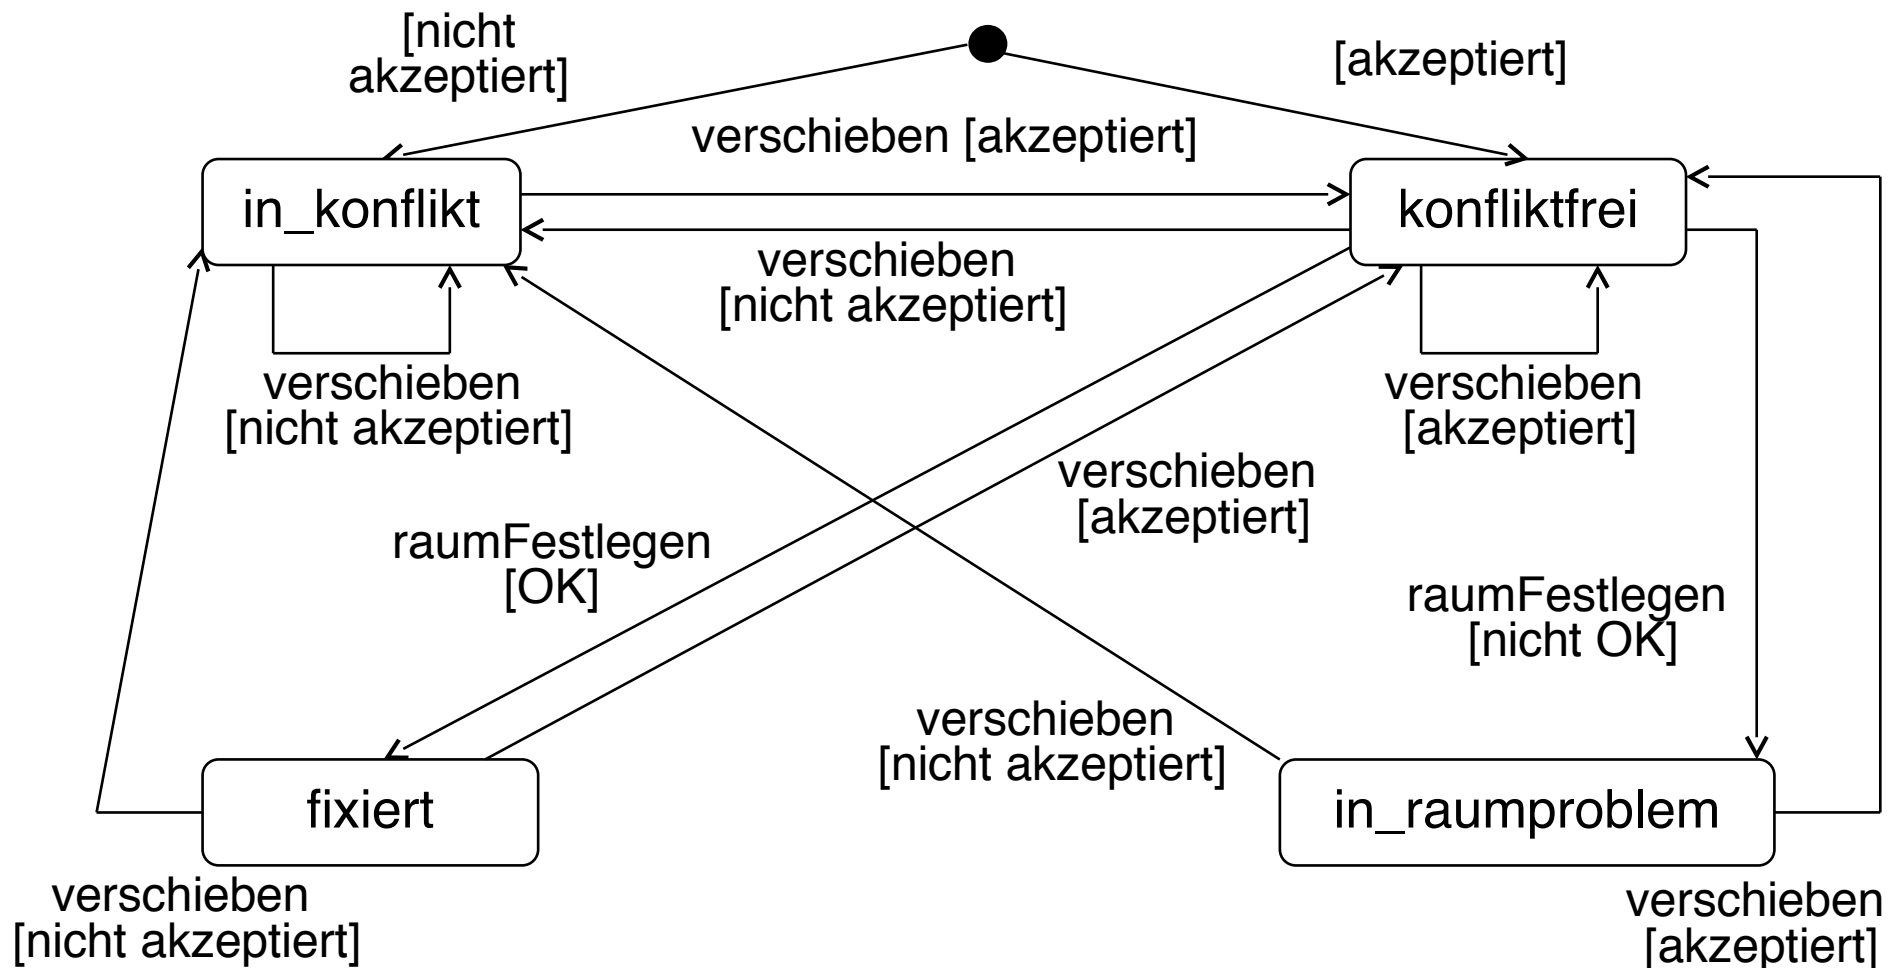 [nicht
akzeptiert]
[akzeptiert]
verschieben [akzeptiert]
in_konflikt
konfliktfrei
verschieben
[nicht akzeptiert]
verschieben
[nicht akzeptiert]
verschieben
[akzeptiert]
verschieben
[akzeptiert]
raumFestlegen
[OK]
raumFestlegen
[nicht OK]
verschieben
[nicht akzeptiert]
fixiert
in_raumproblem
verschieben
[nicht akzeptiert]
verschieben
[akzeptiert]